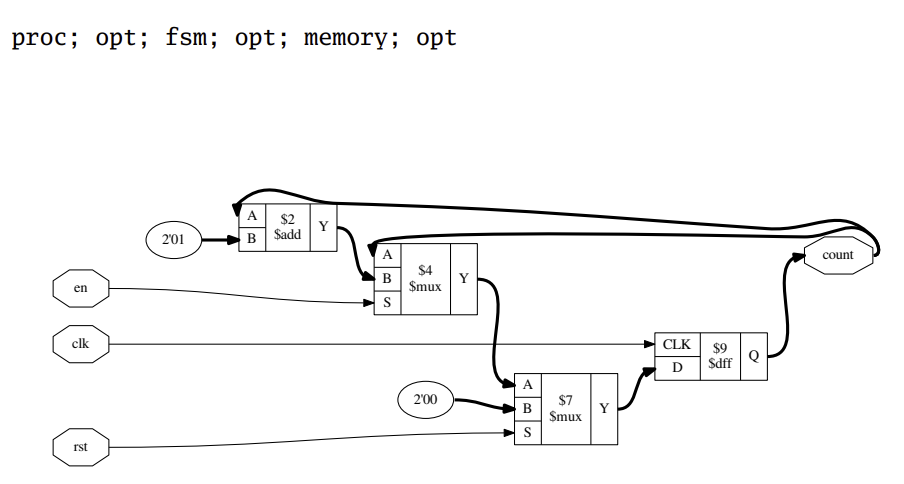 proc; opt; fsm; opt; memory; opt
A
$2
$add
Y
B
2'01
A
$4
$mux
Y
B
S
count
en
clk
CLK
$9
$dff
Q
D
2'00
A
$7
$mux
Y
B
S
rst